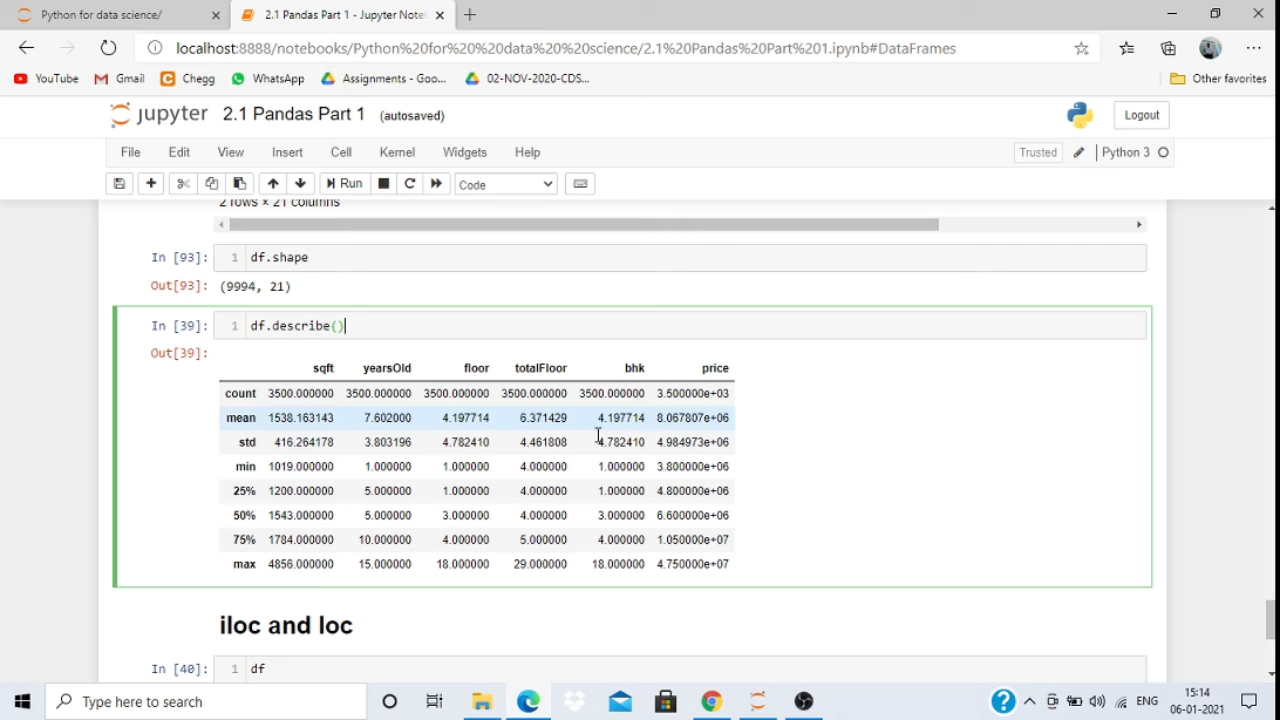 Python for data science/
2.1 Pandas Part 1 - Jupyter Note
localhost:8888/notebooks/Python%20for%20%20data%20%20science/2.1%20Pandas%20Part%201.ipynb#DataFrames
YouTube Gmail Chegg WhatsApp Assignments - Goo... 02-NOV-2020-CDS... Other favorites
jupyter 2.1 Pandas Part 1 (autosaved) Logout
File Edit View Insert Cell Kernel Widgets Help Trusted Python 3
Run Code
2 rows × 21 columns
In [93]: 1 df.shape
Out[93]: (9994, 21)
In [39]: 1 df.describe()
Out[39]:
sqft yearsOld floor totalFloor bhk price
count 3500.000000 3500.000000 3500.000000 3500.000000 3500.000000 3.500000e+03
mean 1538.163143 7.602000 4.197714 6.371429 4.197714 8.067807e+06
std 416.264178 3.803196 4.782410 4.461808 4.782410 4.984973e+06
min 1019.000000 1.000000 1.000000 4.000000 1.000000 3.800000e+06
25% 1200.000000 5.000000 1.000000 4.000000 1.000000 4.800000e+06
50% 1543.000000 5.000000 3.000000 4.000000 3.000000 6.600000e+06
75% 1784.000000 10.000000 4.000000 5.000000 4.000000 1.050000e+07
max 4856.000000 15.000000 18.000000 29.000000 18.000000 4.750000e+07
iloc and loc
In [40]: 1 df
Type here to search
ENG
15:14
06-01-2021